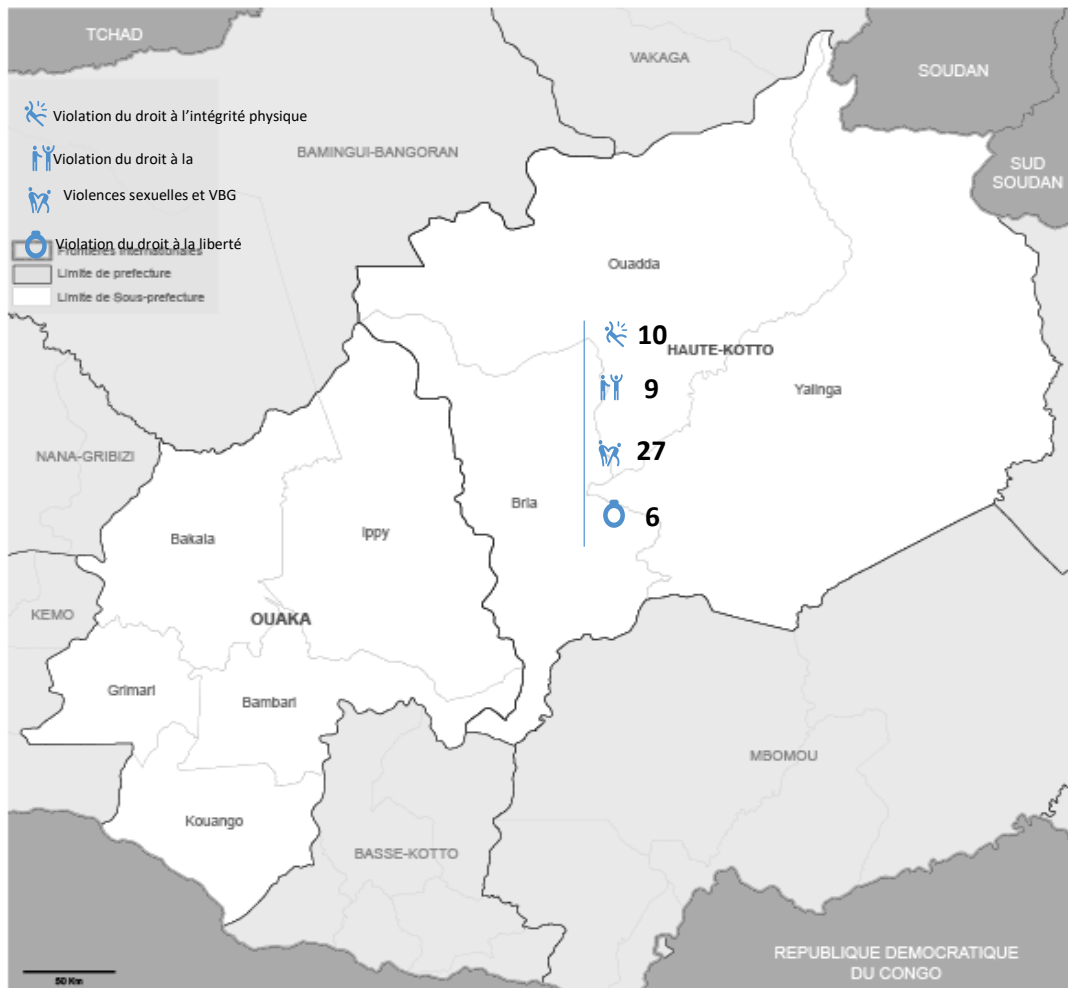 TCHAD
VAKAGA
SOUDAN
Violation du droit à l'intégrité physique
BAMINGUI-BANGORAN
Violation du droit à la
SUD
SOUDAN
Violences sexuelles et VBG
Violation du droit à la liberté
Frontières internationales
Limite de prefecture
Limite de Sous-prefecture
Ouadda
10
HAUTE-KOTTO
9
Yalinga
27
NANA-GRIBIZI
Bria
6
Bakala
Ippy
KEMO
OUAKA
Grimari
Bambari
MBOMOU
Kouango
BASSE-KOTTO
REPUBLIQUE DEMOCRATIQUE
DU CONGO
50 Km